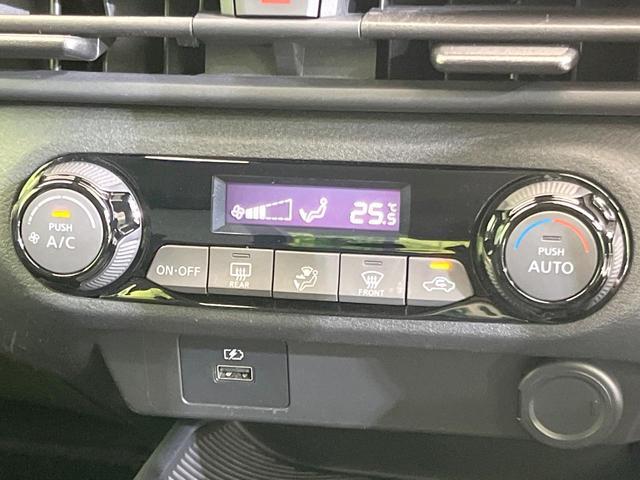 25.5 ℃
PUSH
A/C
PUSH
AUTO
ON·OFF
REAR
FRONT